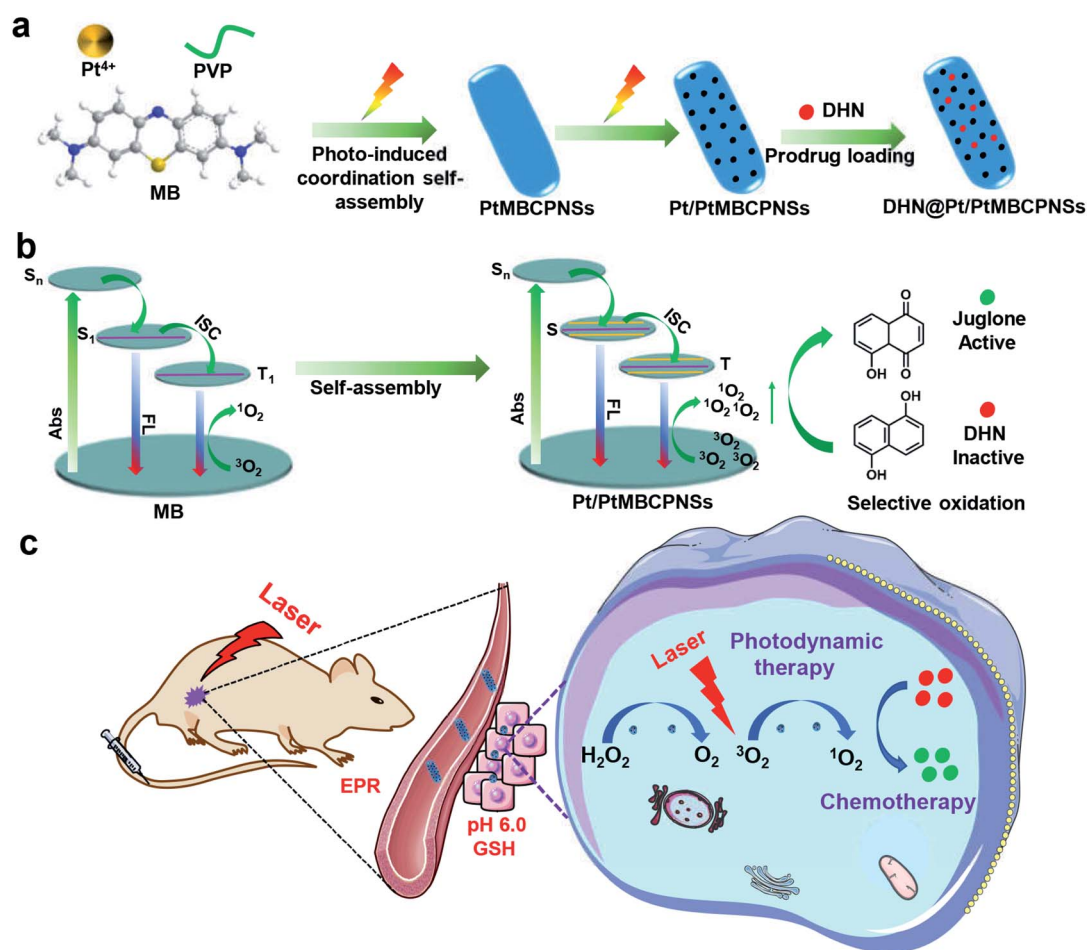 a
Pt⁴⁺
PVP
MB
Photo-induced
coordination self-
assembly
PtMBCPNSs
Pt/PtMBCPNSs
DHN
Prodrug loading
DHN@Pt/PtMBCPNSs
b
Sₙ
S₁
ISC
T₁
Abs
FL
¹O₂
³O₂
MB
Self-assembly
Sₙ
S
ISC
T
Abs
FL
¹O₂
¹O₂ ¹O₂
³O₂
³O₂ ³O₂
Pt/PtMBCPNSs
O
OH O
Juglone
Active
OH
OH
DHN
Inactive
Selective oxidation
c
Laser
EPR
pH 6.0
GSH
Laser
Photodynamic
therapy
H₂O₂ O₂ ³O₂ ¹O₂
Chemotherapy